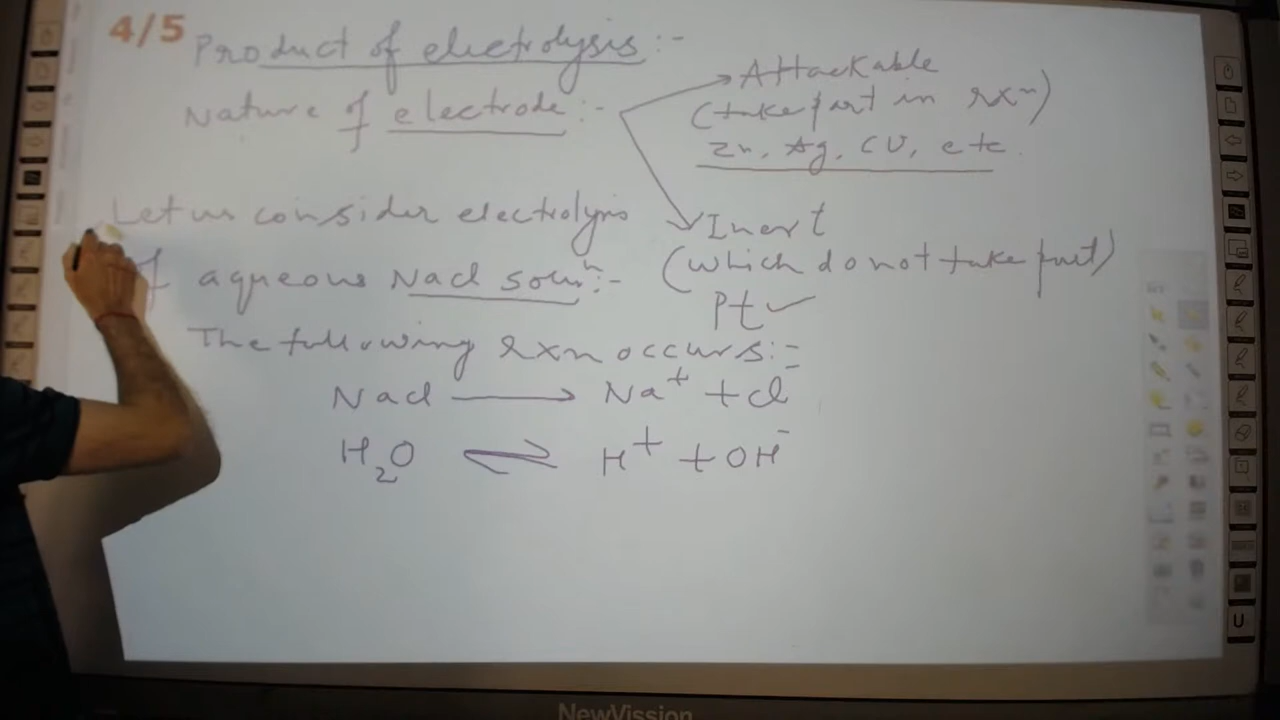 4/5
Product of electrolysis :-
Nature of electrode :-
Attackable
(take part in rxn)
Zn, Ag, CU, etc
Inert
(which do not take part)
Pt
Let us consider electrolysis
of aqueous Nacl soln :-
The following rxn occurs :-
Nacl → Na⁺ + cl⁻
H₂O ⇌ H⁺ + OH⁻
NewVission